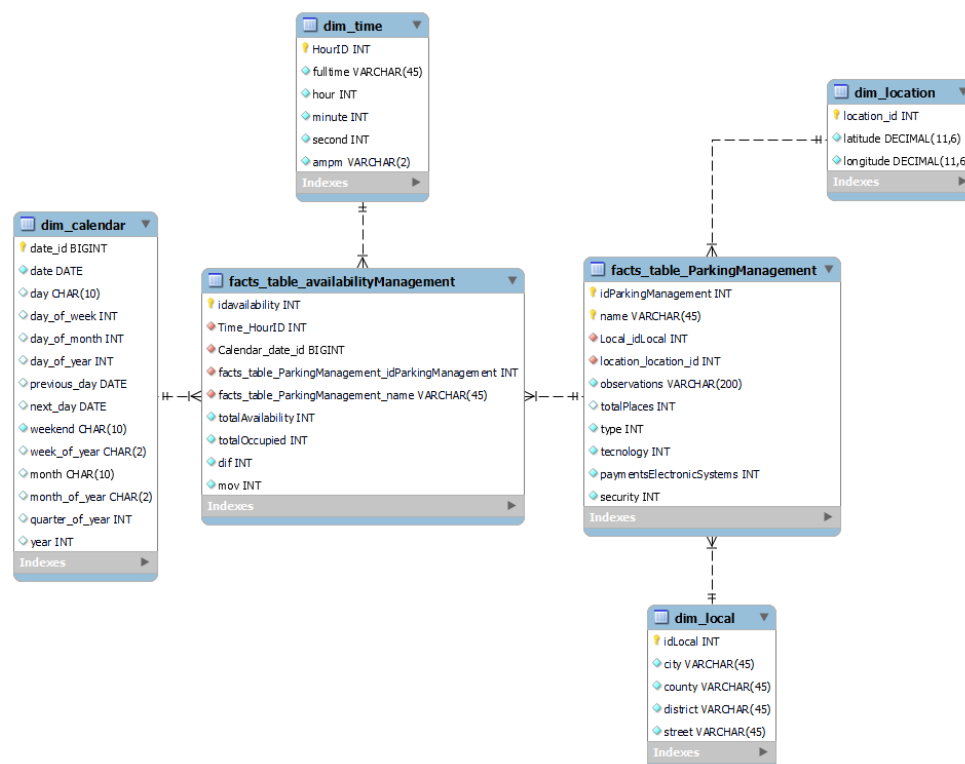 dim_time
HourID INT
fulltime VARCHAR(45)
hour INT
minute INT
second INT
ampm VARCHAR(2)
Indexes
dim_location
location_id INT
latitude DECIMAL(11,6)
longitude DECIMAL(11,6
Indexes
dim_calendar
date_id BIGINT
date DATE
day CHAR(10)
day_of_week INT
day_of_month INT
day_of_year INT
previous_day DATE
next_day DATE
weekend CHAR(10)
week_of_year CHAR(2)
month CHAR(10)
month_of_year CHAR(2)
quarter_of_year INT
year INT
Indexes
facts_table_availabilityManagement
idavailability INT
Time_HourID INT
Calendar_date_id BIGINT
facts_table_ParkingManagement_idParkingManagement INT
facts_table_ParkingManagement_name VARCHAR(45)
totalAvailability INT
totalOccupied INT
dif INT
mov INT
Indexes
facts_table_ParkingManagement
idParkingManagement INT
name VARCHAR(45)
Local_idLocal INT
location_location_id INT
observations VARCHAR(200)
totalPlaces INT
type INT
tecnology INT
paymentsElectronicSystems INT
security INT
Indexes
dim_local
idLocal INT
city VARCHAR(45)
county VARCHAR(45)
district VARCHAR(45)
street VARCHAR(45)
Indexes